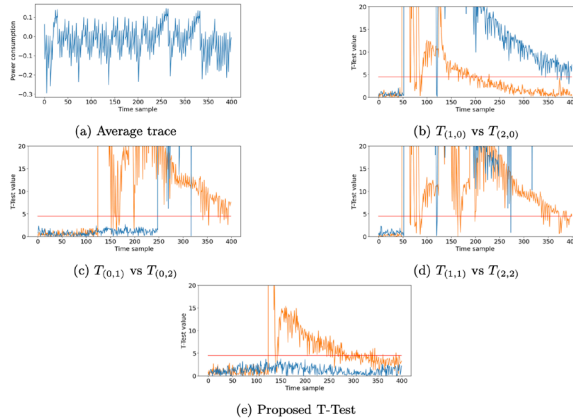 0.1
0.0
−0.1
−0.2
−0.3
Power consumption
0 50 100 150 200 250 300 350 400
Time sample
(a) Average trace
20
15
10
5
0
T-Test value
0 50 100 150 200 250 300 350 400
Time sample
(b) T(1,0) vs T(2,0)
20
15
10
5
0
T-Test value
0 50 100 150 200 250 300 350 400
Time sample
(c) T(0,1) vs T(0,2)
20
15
10
5
0
T-Test value
0 50 100 150 200 250 300 350 400
Time sample
(d) T(1,1) vs T(2,2)
20
15
10
5
0
T-Test value
0 50 100 150 200 250 300 350 400
Time sample
(e) Proposed T-Test